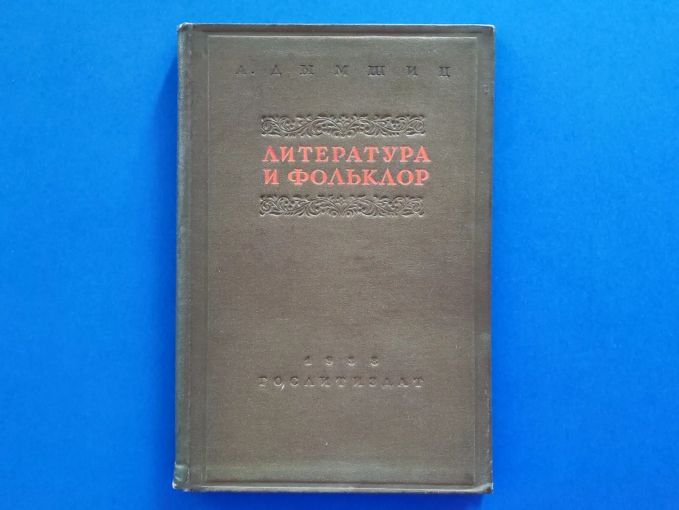 А. ДЫМШИЦ
ЛИТЕРАТУРА
И ФОЛЬКЛОР
1938
ГОСЛИТИЗДАТ